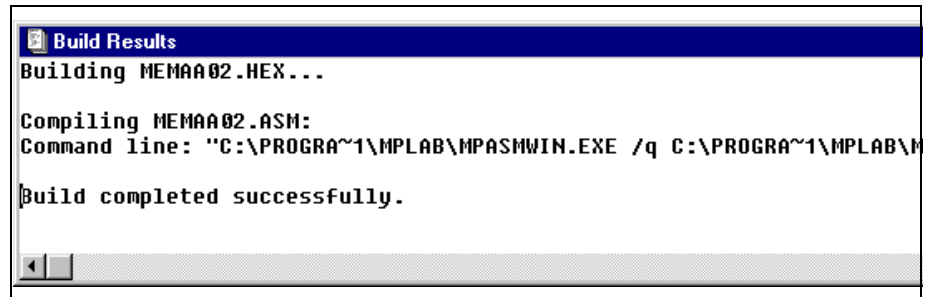 Build Results
Building MEMAA02.HEX...
Compiling MEMAA02.ASM:
Command line: "C:\PROGRA~1\MPLAB\MPASMWIN.EXE /q C:\PROGRA~1\MPLAB\M
Build completed successfully.